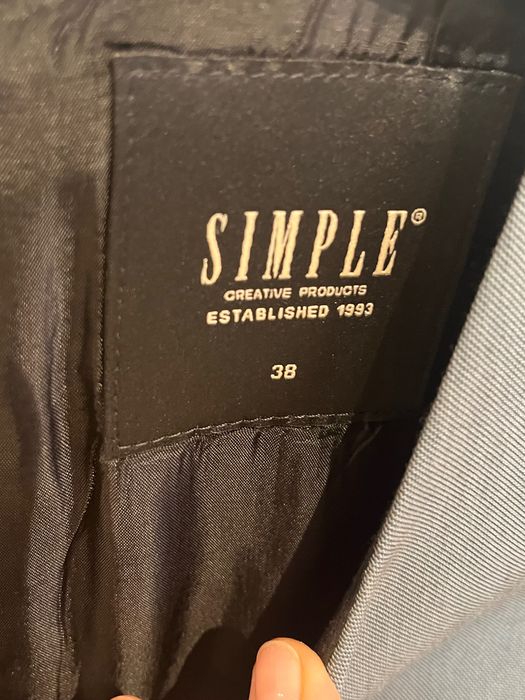 SIMPLE®
CREATIVE PRODUCTS
ESTABLISHED 1993
38